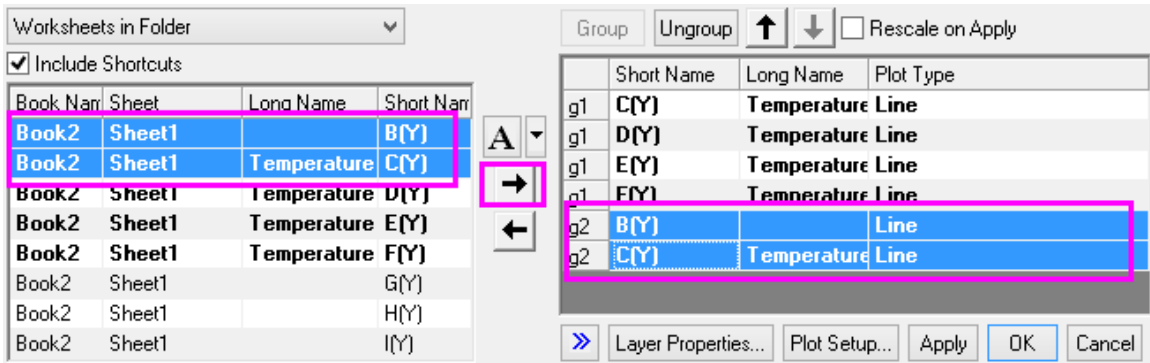 Worksheets in Folder
Include Shortcuts
Book Nam Sheet Long Name Short Nam
Book2 Sheet1 B(Y)
Book2 Sheet1 Temperature C(Y)
Book2 Sheet1 Temperature D(Y)
Book2 Sheet1 Temperature E(Y)
Book2 Sheet1 Temperature F(Y)
Book2 Sheet1 G(Y)
Book2 Sheet1 H(Y)
Book2 Sheet1 I(Y)
A
Group Ungroup Rescale on Apply
Short Name Long Name Plot Type
g1 C(Y) Temperature Line
g1 D(Y) Temperature Line
g1 E(Y) Temperature Line
g1 F(Y) Temperature Line
g2 B(Y) Line
g2 C(Y) Temperature Line
Layer Properties... Plot Setup... Apply OK Cancel